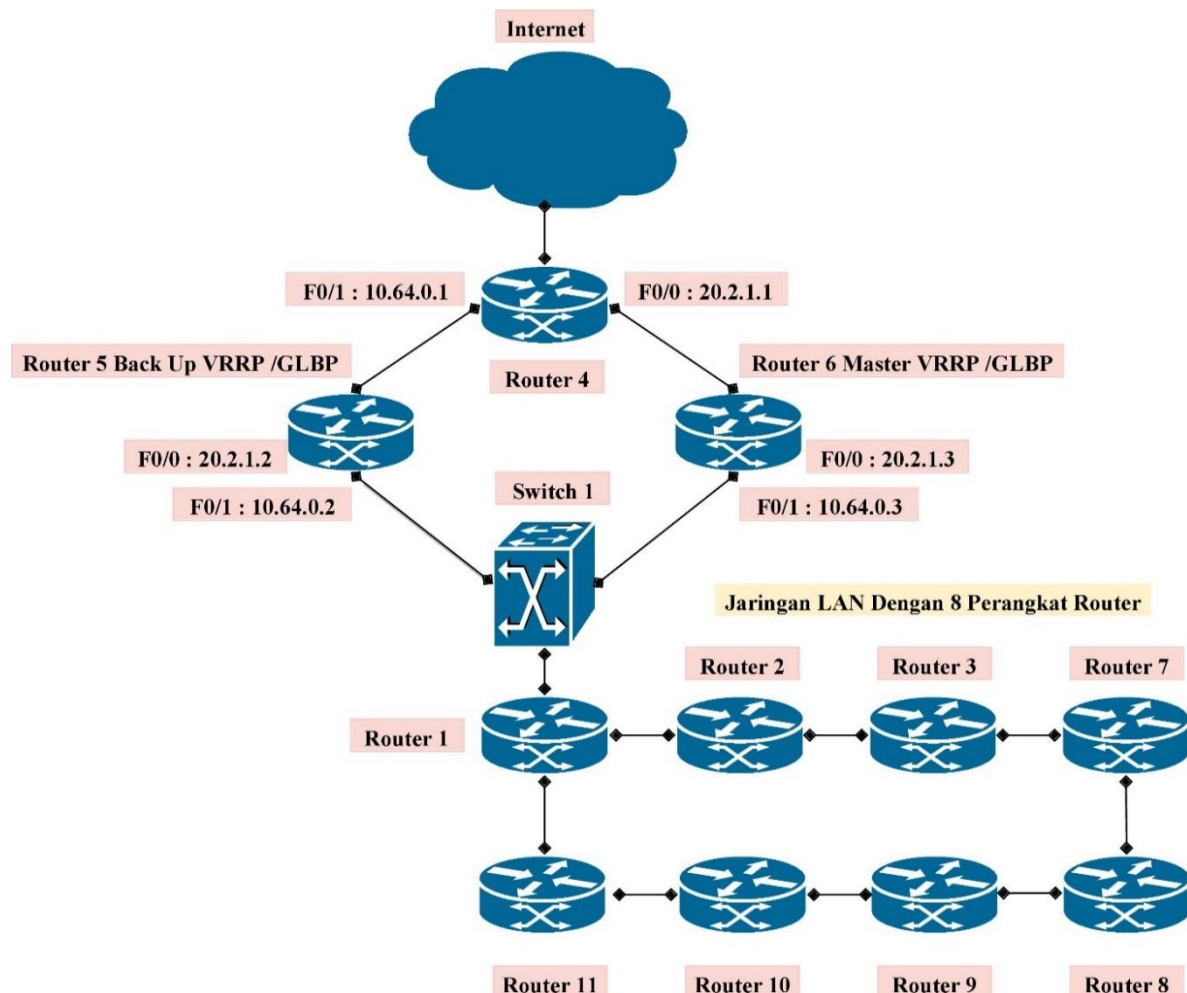 Internet
F0/1 : 10.64.0.1
F0/0 : 20.2.1.1
Router 5 Back Up VRRP /GLBP
Router 4
Router 6 Master VRRP /GLBP
F0/0 : 20.2.1.2
F0/1 : 10.64.0.2
Switch 1
F0/0 : 20.2.1.3
F0/1 : 10.64.0.3
Jaringan LAN Dengan 8 Perangkat Router
Router 2
Router 3
Router 7
Router 1
Router 11
Router 10
Router 9
Router 8